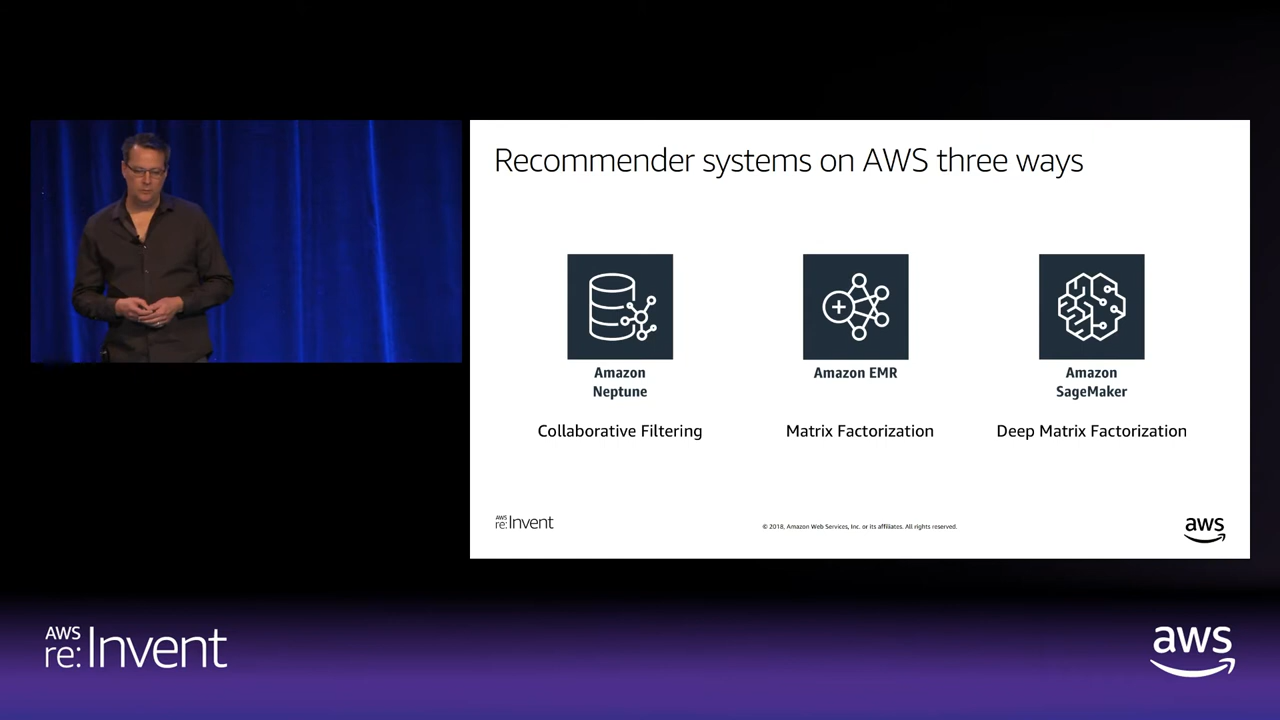 Recommender systems on AWS three ways
Amazon
Neptune
Amazon EMR
Amazon
SageMaker
Collaborative Filtering
Matrix Factorization
Deep Matrix Factorization
AWS
re:Invent
© 2018, Amazon Web Services, Inc. or its affiliates. All rights reserved.
aws
AWS
re:Invent
aws